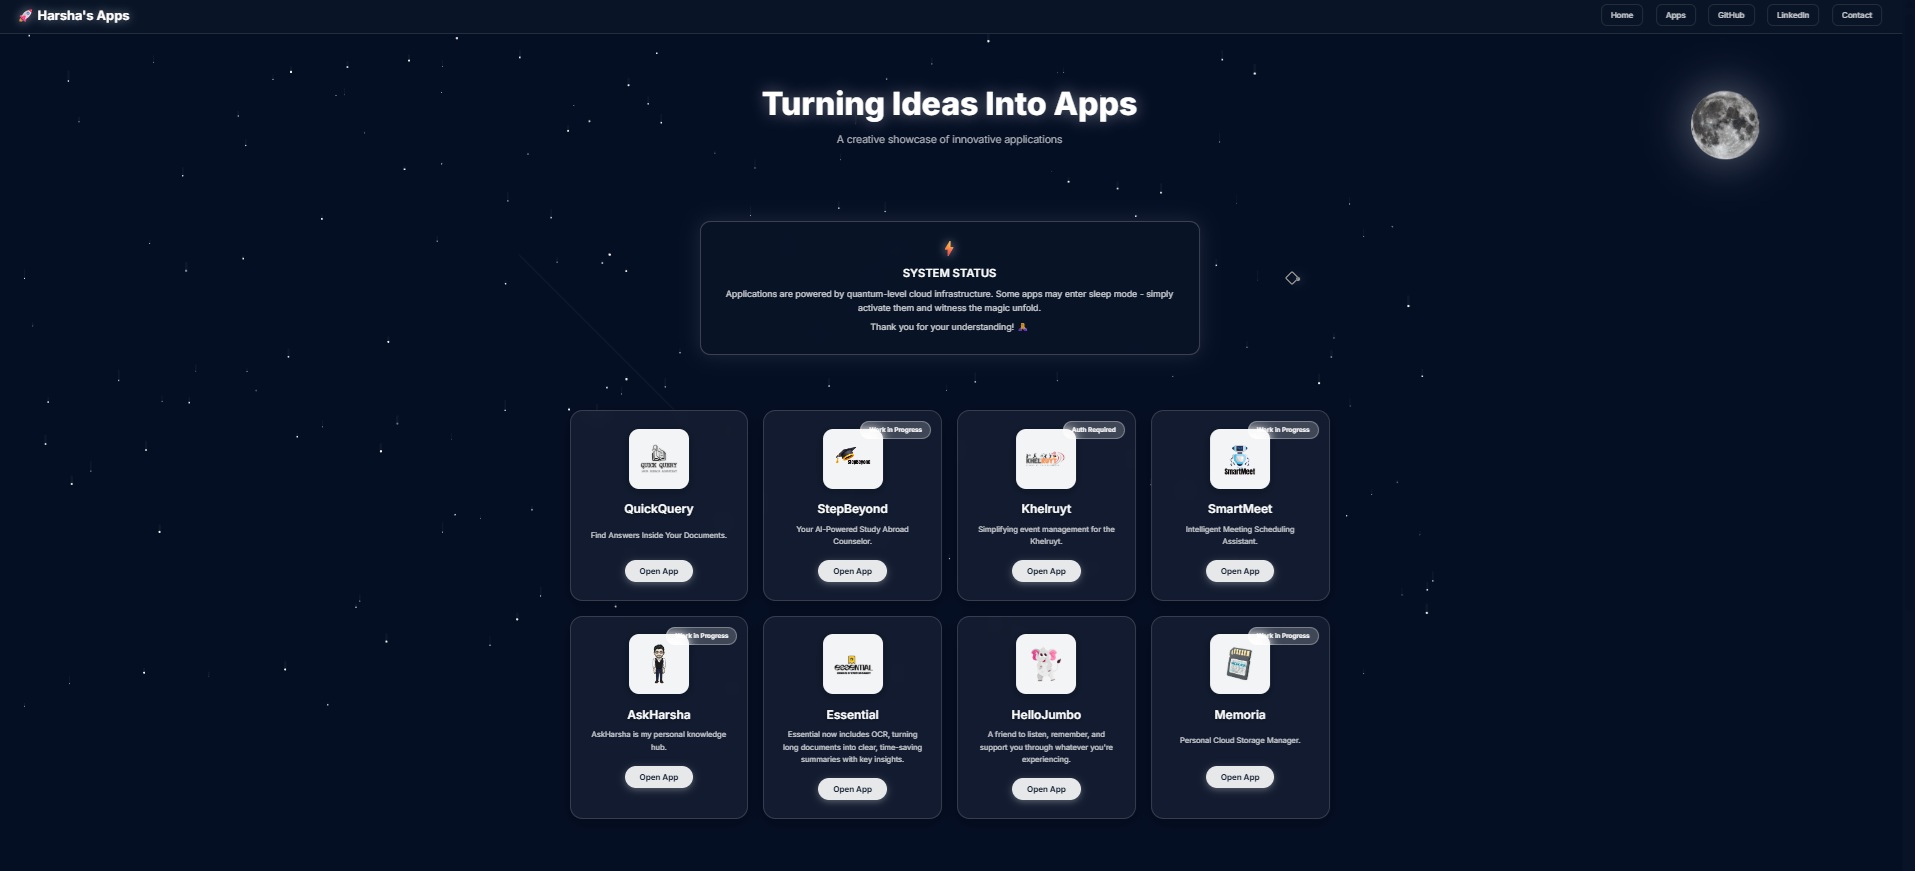 🚀 Harsha's Apps
Home
Apps
GitHub
LinkedIn
Contact
Turning Ideas Into Apps
A creative showcase of innovative applications
SYSTEM STATUS
Applications are powered by quantum-level cloud infrastructure. Some apps may enter sleep mode - simply
activate them and witness the magic unfold.
Thank you for your understanding!
QUICK QUERY
QuickQuery
Find Answers Inside Your Documents.
Open App
Work in Progress
StepBeyond
StepBeyond
Your AI-Powered Study Abroad
Counselor.
Open App
Auth Required
KHELRUYT
Khelruyt
Simplifying event management for the
Khelruyt.
Open App
Work in Progress
SmartMeet
SmartMeet
Intelligent Meeting Scheduling
Assistant.
Open App
Work in Progress
AskHarsha
AskHarsha is my personal knowledge
hub.
Open App
ESSENTIAL
Essential
Essential now includes OCR, turning
long documents into clear, time-saving
summaries with key insights.
Open App
HelloJumbo
A friend to listen, remember, and
support you through whatever you're
experiencing.
Open App
Work in Progress
Memoria
Personal Cloud Storage Manager.
Open App